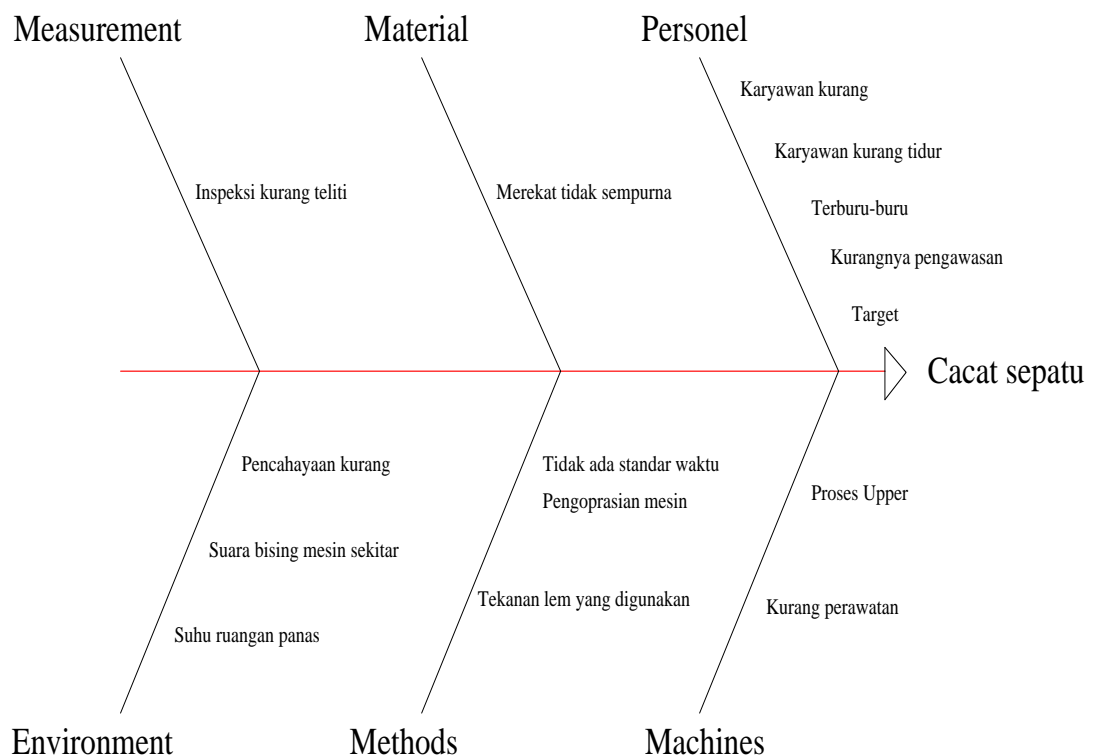 Measurement
Material
Personel
Karyawan kurang
Karyawan kurang tidur
Inspeksi kurang teliti
Merekat tidak sempurna
Terburu-buru
Kurangnya pengawasan
Target
Cacat sepatu
Pencahayaan kurang
Tidak ada standar waktu
Pengoprasian mesin
Proses Upper
Suara bising mesin sekitar
Tekanan lem yang digunakan
Kurang perawatan
Suhu ruangan panas
Environment
Methods
Machines